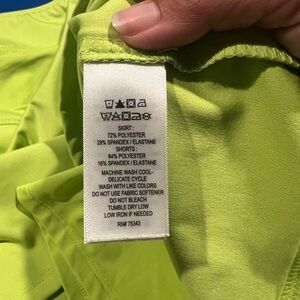 SKIRT:
72% POLYESTER
28% SPANDEX / ELASTANE
SHORTS:
84% POLYESTER
16% SPANDEX / ELASTANE
MACHINE WASH COOL-
DELICATE CYCLE
WASH WITH LIKE COLORS
DO NOT USE FABRIC SOFTENER
DO NOT BLEACH
TUMBLE DRY LOW
LOW IRON IF NEEDED
RN# 75343